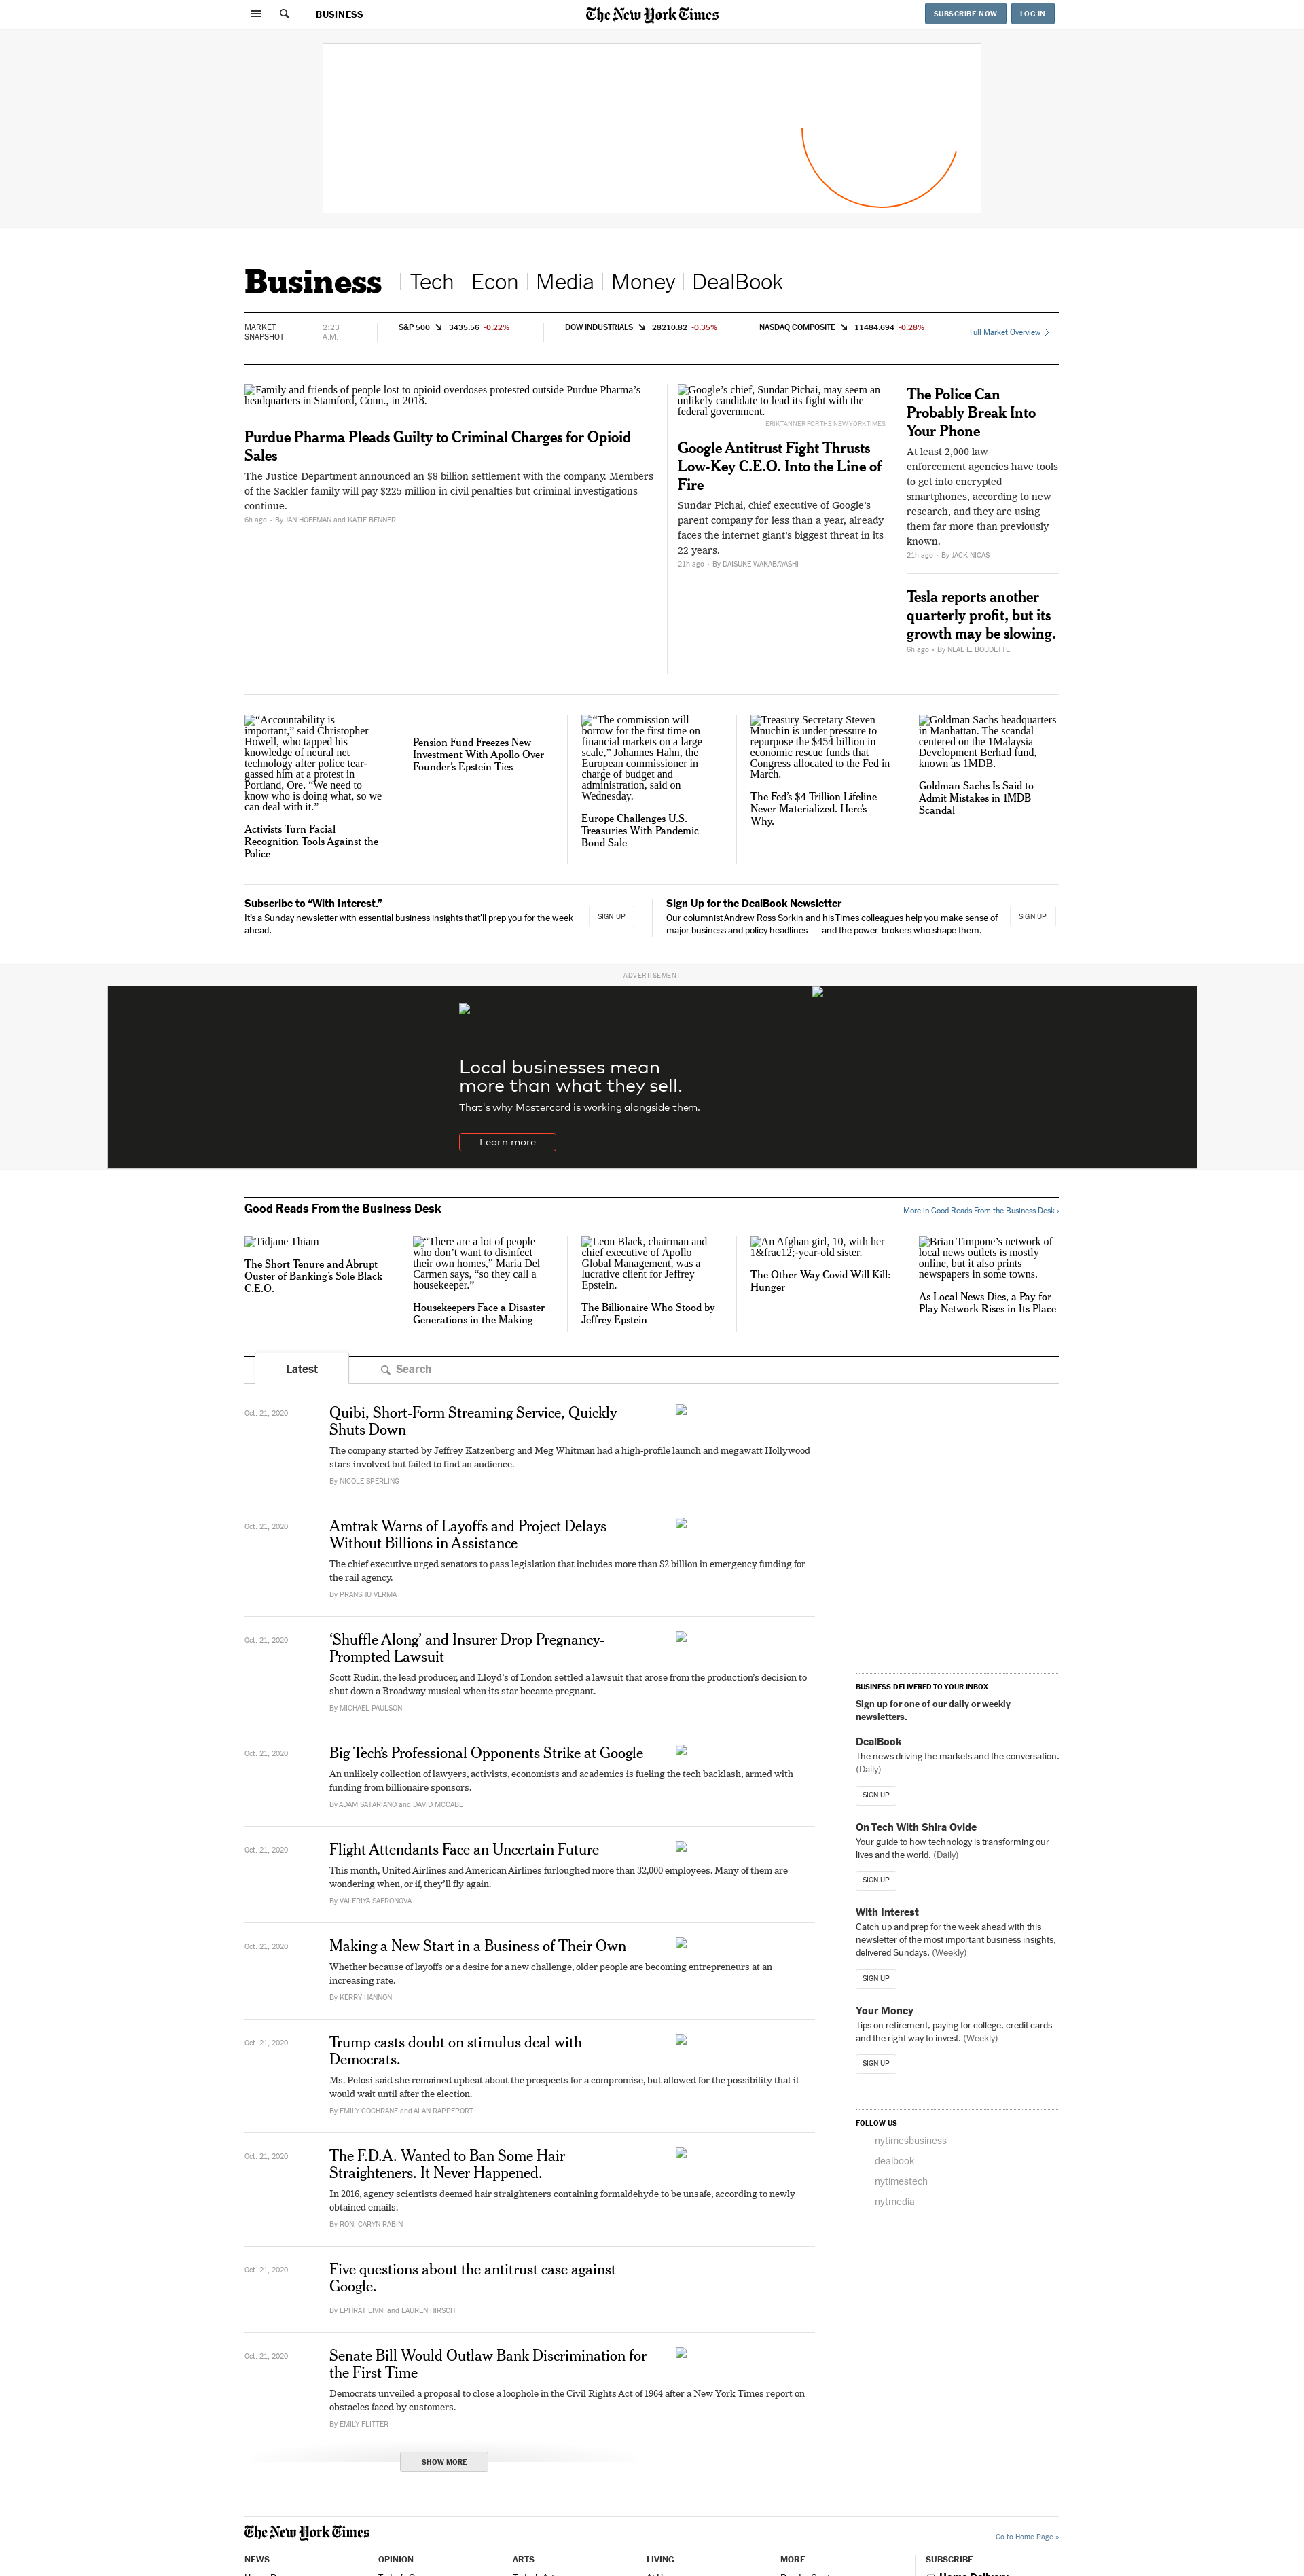 BUSINESS
The New York Times
SUBSCRIBE NOW
LOG IN
Business
Tech
Econ
Media
Money
DealBook
MARKET
SNAPSHOT
2:23
A.M.
S&P 500 3435.56 -0.22%
DOW INDUSTRIALS 28210.82 -0.35%
NASDAQ COMPOSITE 11484.694 -0.28%
Full Market Overview
Family and friends of people lost to opioid overdoses protested outside Purdue Pharma’s
headquarters in Stamford, Conn., in 2018.
Purdue Pharma Pleads Guilty to Criminal Charges for Opioid
Sales
The Justice Department announced an $8 billion settlement with the company. Members
of the Sackler family will pay $225 million in civil penalties but criminal investigations
continue.
6h ago • By JAN HOFFMAN and KATIE BENNER
Google’s chief, Sundar Pichai, may seem an
unlikely candidate to lead its fight with the
federal government.
ERIK TANNER FOR THE NEW YORK TIMES
Google Antitrust Fight Thrusts
Low-Key C.E.O. Into the Line of
Fire
Sundar Pichai, chief executive of Google’s
parent company for less than a year, already
faces the internet giant’s biggest threat in its
22 years.
21h ago • By DAISUKE WAKABAYASHI
The Police Can
Probably Break Into
Your Phone
At least 2,000 law
enforcement agencies have tools
to get into encrypted
smartphones, according to new
research, and they are using
them far more than previously
known.
21h ago • By JACK NICAS
Tesla reports another
quarterly profit, but its
growth may be slowing.
6h ago • By NEAL E. BOUDETTE
“Accountability is
important,” said Christopher
Howell, who tapped his
knowledge of neural net
technology after police tear-
gassed him at a protest in
Portland, Ore. “We need to
know who is doing what, so we
can deal with it.”
Activists Turn Facial
Recognition Tools Against the
Police
Pension Fund Freezes New
Investment With Apollo Over
Founder’s Epstein Ties
“The commission will
borrow for the first time on
financial markets on a large
scale,” Johannes Hahn, the
European commissioner in
charge of budget and
administration, said on
Wednesday.
Europe Challenges U.S.
Treasuries With Pandemic
Bond Sale
Treasury Secretary Steven
Mnuchin is under pressure to
repurpose the $454 billion in
economic rescue funds that
Congress allocated to the Fed in
March.
The Fed’s $4 Trillion Lifeline
Never Materialized. Here’s
Why.
Goldman Sachs headquarters
in Manhattan. The scandal
centered on the 1Malaysia
Development Berhad fund,
known as 1MDB.
Goldman Sachs Is Said to
Admit Mistakes in 1MDB
Scandal
Subscribe to “With Interest.”
It’s a Sunday newsletter with essential business insights that’ll prep you for the week
ahead.
SIGN UP
Sign Up for the DealBook Newsletter
Our columnist Andrew Ross Sorkin and his Times colleagues help you make sense of
major business and policy headlines — and the power-brokers who shape them.
SIGN UP
ADVERTISEMENT
Local businesses mean
more than what they sell.
That's why Mastercard is working alongside them.
Learn more
Good Reads From the Business Desk
More in Good Reads From the Business Desk ›
Tidjane Thiam
The Short Tenure and Abrupt
Ouster of Banking’s Sole Black
C.E.O.
“There are a lot of people
who don’t want to disinfect
their own homes,” Maria Del
Carmen says, “so they call a
housekeeper.”
Housekeepers Face a Disaster
Generations in the Making
Leon Black, chairman and
chief executive of Apollo
Global Management, was a
lucrative client for Jeffrey
Epstein.
The Billionaire Who Stood by
Jeffrey Epstein
An Afghan girl, 10, with her
1&frac12;-year-old sister.
The Other Way Covid Will Kill:
Hunger
Brian Timpone’s network of
local news outlets is mostly
online, but it also prints
newspapers in some towns.
As Local News Dies, a Pay-for-
Play Network Rises in Its Place
Latest
Search
Oct. 21, 2020
Quibi, Short-Form Streaming Service, Quickly
Shuts Down
The company started by Jeffrey Katzenberg and Meg Whitman had a high-profile launch and megawatt Hollywood
stars involved but failed to find an audience.
By NICOLE SPERLING
Oct. 21, 2020
Amtrak Warns of Layoffs and Project Delays
Without Billions in Assistance
The chief executive urged senators to pass legislation that includes more than $2 billion in emergency funding for
the rail agency.
By PRANSHU VERMA
Oct. 21, 2020
‘Shuffle Along’ and Insurer Drop Pregnancy-
Prompted Lawsuit
Scott Rudin, the lead producer, and Lloyd’s of London settled a lawsuit that arose from the production’s decision to
shut down a Broadway musical when its star became pregnant.
By MICHAEL PAULSON
Oct. 21, 2020
Big Tech’s Professional Opponents Strike at Google
An unlikely collection of lawyers, activists, economists and academics is fueling the tech backlash, armed with
funding from billionaire sponsors.
By ADAM SATARIANO and DAVID MCCABE
Oct. 21, 2020
Flight Attendants Face an Uncertain Future
This month, United Airlines and American Airlines furloughed more than 32,000 employees. Many of them are
wondering when, or if, they’ll fly again.
By VALERIYA SAFRONOVA
Oct. 21, 2020
Making a New Start in a Business of Their Own
Whether because of layoffs or a desire for a new challenge, older people are becoming entrepreneurs at an
increasing rate.
By KERRY HANNON
Oct. 21, 2020
Trump casts doubt on stimulus deal with
Democrats.
Ms. Pelosi said she remained upbeat about the prospects for a compromise, but allowed for the possibility that it
would wait until after the election.
By EMILY COCHRANE and ALAN RAPPEPORT
Oct. 21, 2020
The F.D.A. Wanted to Ban Some Hair
Straighteners. It Never Happened.
In 2016, agency scientists deemed hair straighteners containing formaldehyde to be unsafe, according to newly
obtained emails.
By RONI CARYN RABIN
Oct. 21, 2020
Five questions about the antitrust case against
Google.
By EPHRAT LIVNI and LAUREN HIRSCH
Oct. 21, 2020
Senate Bill Would Outlaw Bank Discrimination for
the First Time
Democrats unveiled a proposal to close a loophole in the Civil Rights Act of 1964 after a New York Times report on
obstacles faced by customers.
By EMILY FLITTER
SHOW MORE
BUSINESS DELIVERED TO YOUR INBOX
Sign up for one of our daily or weekly
newsletters.
DealBook
The news driving the markets and the conversation.
(Daily)
SIGN UP
On Tech With Shira Ovide
Your guide to how technology is transforming our
lives and the world. (Daily)
SIGN UP
With Interest
Catch up and prep for the week ahead with this
newsletter of the most important business insights,
delivered Sundays. (Weekly)
SIGN UP
Your Money
Tips on retirement, paying for college, credit cards
and the right way to invest. (Weekly)
SIGN UP
FOLLOW US
nytimesbusiness
dealbook
nytimestech
nytmedia
The New York Times
Go to Home Page »
NEWS
OPINION
ARTS
LIVING
MORE
SUBSCRIBE